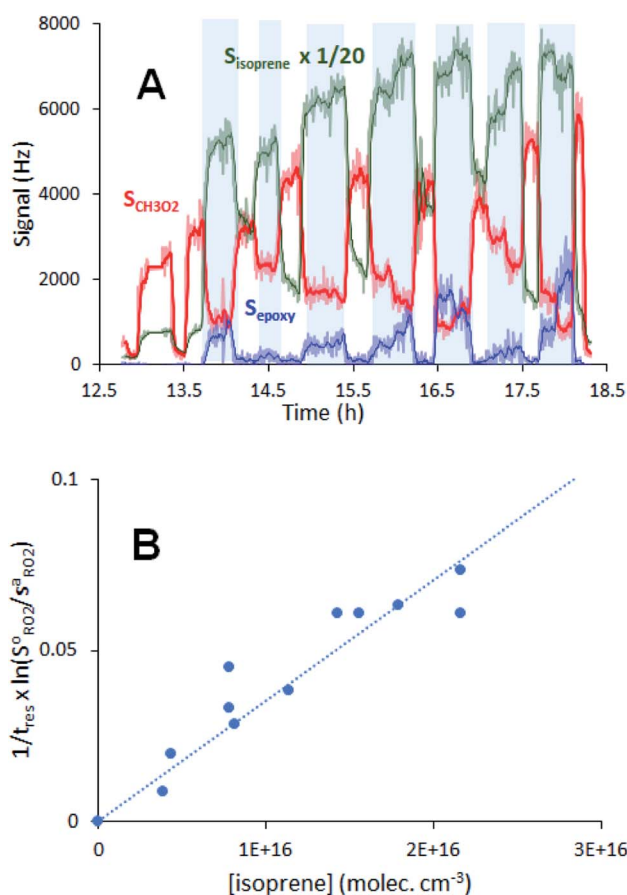 A
S_isoprene x 1/20
S_CH3O2
S_epoxy
Signal (Hz)
8000
6000
4000
2000
0
12.5 13.5 14.5 15.5 16.5 17.5 18.5
Time (h)
B
1/t_res x ln(S^o_RO2/s^a_RO2)
0.1
0.05
0
0 1E+16 2E+16 3E+16
[isoprene] (molec. cm⁻³)